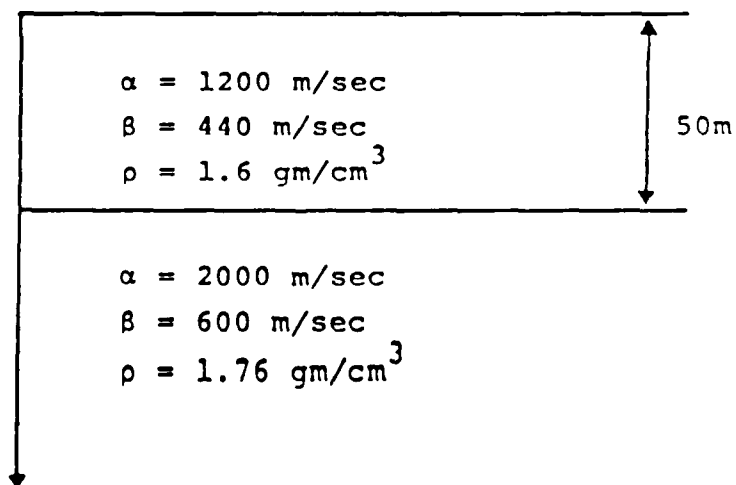 α = 1200 m/sec
β = 440 m/sec
50m
ρ = 1.6 gm/cm³
α = 2000 m/sec
β = 600 m/sec
ρ = 1.76 gm/cm³